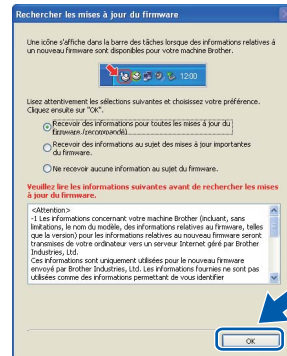 Rechercher les mises à jour du firmware
Une icône s'affiche dans la barre des tâches lorsque des informations relatives à
un nouveau firmware sont disponibles pour votre machine Brother.
12:00
Lisez attentivement les sélections suivantes et choisissez votre préférence.
Cliquez ensuite sur "OK".
Recevoir des informations pour toutes les mises à jour du
firmware.(recommandé)
Recevoir des informations au sujet des mises à jour importantes
du firmware.
Ne recevoir aucune information au sujet du firmware.
Veuillez lire les informations suivantes avant de rechercher les mises
à jour du firmware.
<Attention>
-1 Les informations concernant votre machine Brother (incluant, sans
limitations, le nom du modèle, des informations relatives au firmware, telles
que la version) pour les informations relatives au nouveau firmware seront
transmises de votre ordinateur vers un serveur Internet géré par Brother
Industries, Ltd.
Ces informations sont uniquement utilisées pour le nouveau firmware
envoyé par Brother Industries, Ltd. Les informations fournies ne sont pas
utilisées comme des informations permettant de vous identifier
OK